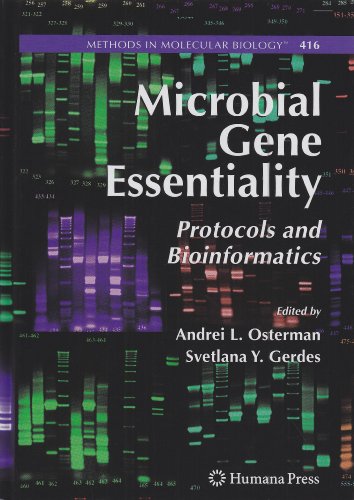 METHODS IN MOLECULAR BIOLOGY™ 416
Microbial
Gene
Essentiality
Protocols and
Bioinformatics
Edited by
Andrei L. Osterman
Svetlana Y. Gerdes
Humana Press